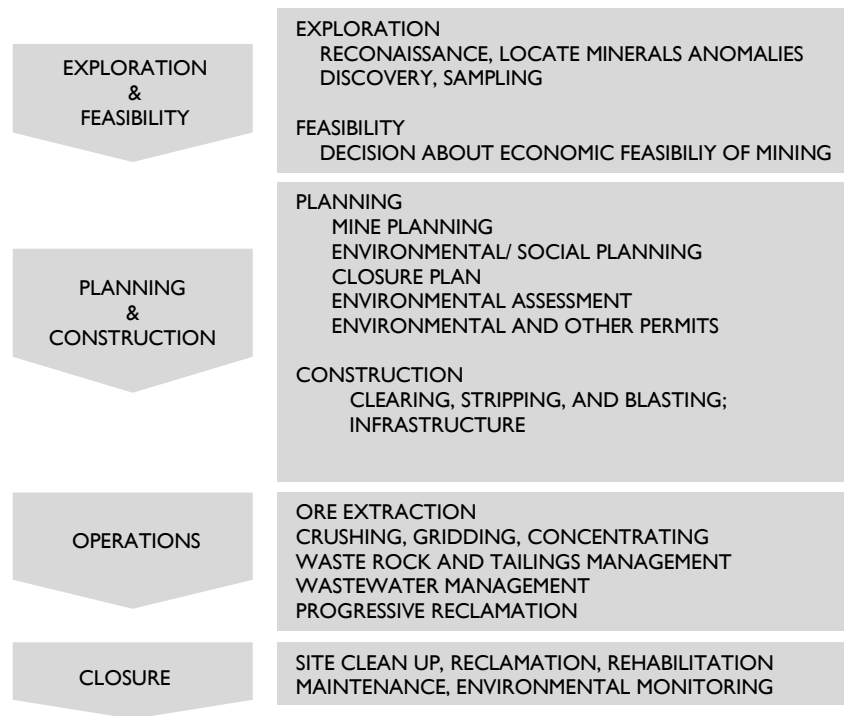 EXPLORATION
&
FEASIBILITY
EXPLORATION
RECONAISSANCE, LOCATE MINERALS ANOMALIES
DISCOVERY, SAMPLING
FEASIBILITY
DECISION ABOUT ECONOMIC FEASIBILIY OF MINING
PLANNING
&
CONSTRUCTION
PLANNING
MINE PLANNING
ENVIRONMENTAL/ SOCIAL PLANNING
CLOSURE PLAN
ENVIRONMENTAL ASSESSMENT
ENVIRONMENTAL AND OTHER PERMITS
CONSTRUCTION
CLEARING, STRIPPING, AND BLASTING;
INFRASTRUCTURE
OPERATIONS
ORE EXTRACTION
CRUSHING, GRIDDING, CONCENTRATING
WASTE ROCK AND TAILINGS MANAGEMENT
WASTEWATER MANAGEMENT
PROGRESSIVE RECLAMATION
CLOSURE
SITE CLEAN UP, RECLAMATION, REHABILITATION
MAINTENANCE, ENVIRONMENTAL MONITORING